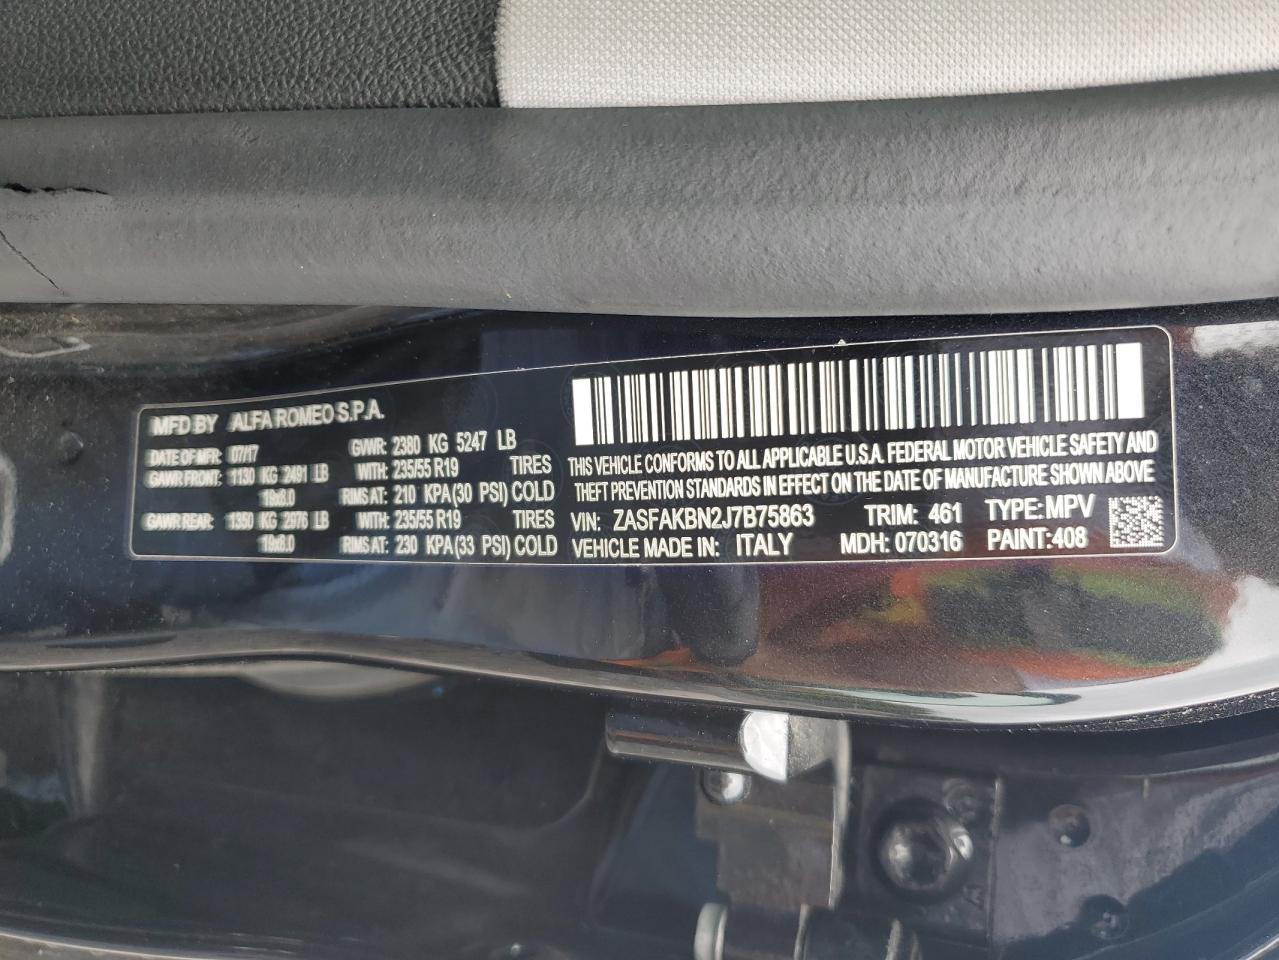 MFD BY ALFA ROMEO S.P.A.
DATE OF MFR: 07/17 GVWR: 2380 KG 5247 LB
GAWR FRONT: 1130 KG 2491 LB WITH: 235/55 R19 TIRES
19x8.0 RIMS AT: 210 KPA(30 PSI) COLD
GAWR REAR: 1350 KG 2976 LB WITH: 235/55 R19 TIRES
19x8.0 RIMS AT: 230 KPA(33 PSI) COLD
THIS VEHICLE CONFORMS TO ALL APPLICABLE U.S.A. FEDERAL MOTOR VEHICLE SAFETY AND
THEFT PREVENTION STANDARDS IN EFFECT ON THE DATE OF MANUFACTURE SHOWN ABOVE
VIN: ZASFAKBN2J7B75863 TRIM: 461 TYPE: MPV
VEHICLE MADE IN: ITALY MDH: 070316 PAINT:408